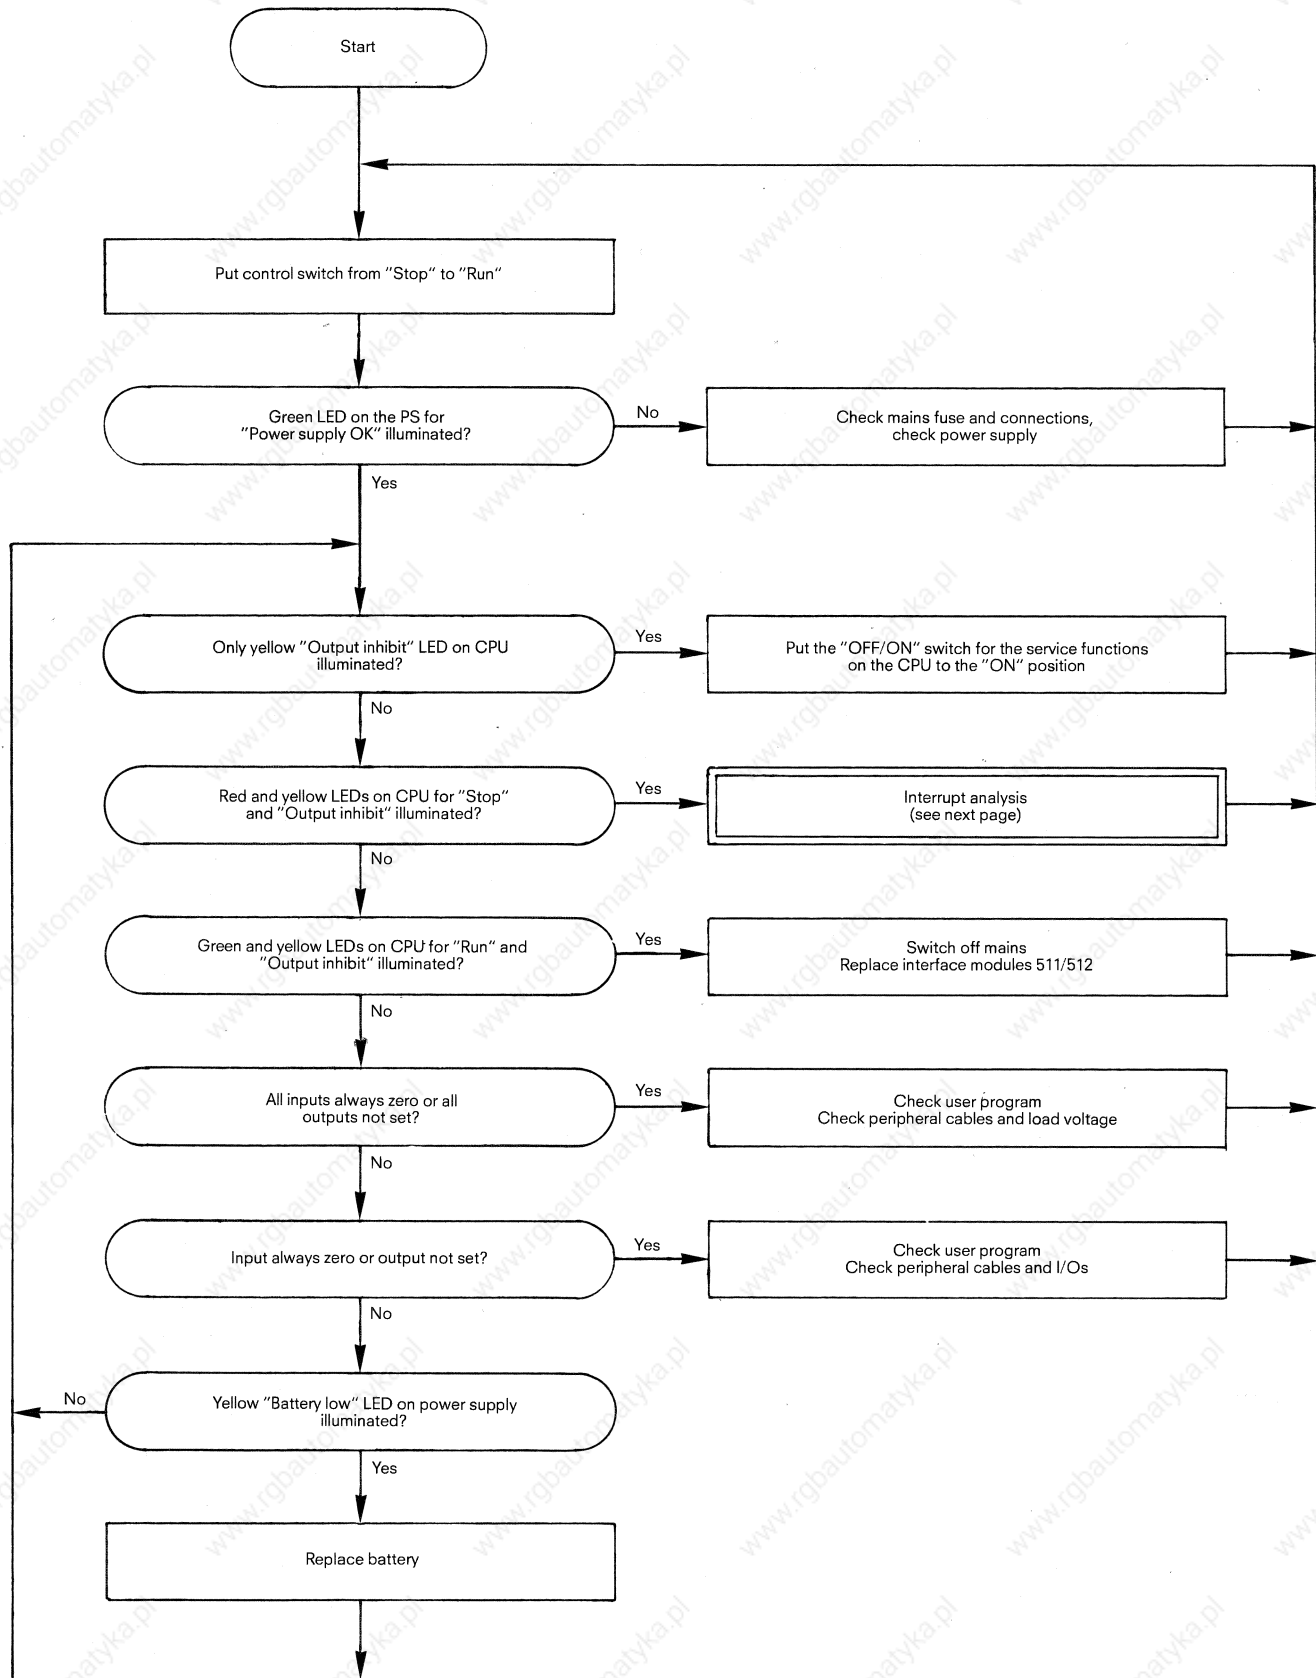 Start
Put control switch from "Stop" to "Run"
Green LED on the PS for
"Power supply OK" illuminated?
No
Check mains fuse and connections,
check power supply
Yes
Only yellow "Output inhibit" LED on CPU
illuminated?
Yes
Put the "OFF/ON" switch for the service functions
on the CPU to the "ON" position
No
Red and yellow LEDs on CPU for "Stop"
and "Output inhibit" illuminated?
Yes
Interrupt analysis
(see next page)
No
Green and yellow LEDs on CPU for "Run" and
"Output inhibit" illuminated?
Yes
Switch off mains
Replace interface modules 511/512
No
All inputs always zero or all
outputs not set?
Yes
Check user program
Check peripheral cables and load voltage
No
Input always zero or output not set?
Yes
Check user program
Check peripheral cables and I/Os
No
Yellow "Battery low" LED on power supply
illuminated?
No
Yes
Replace battery
www.rgbautomatyka.pl